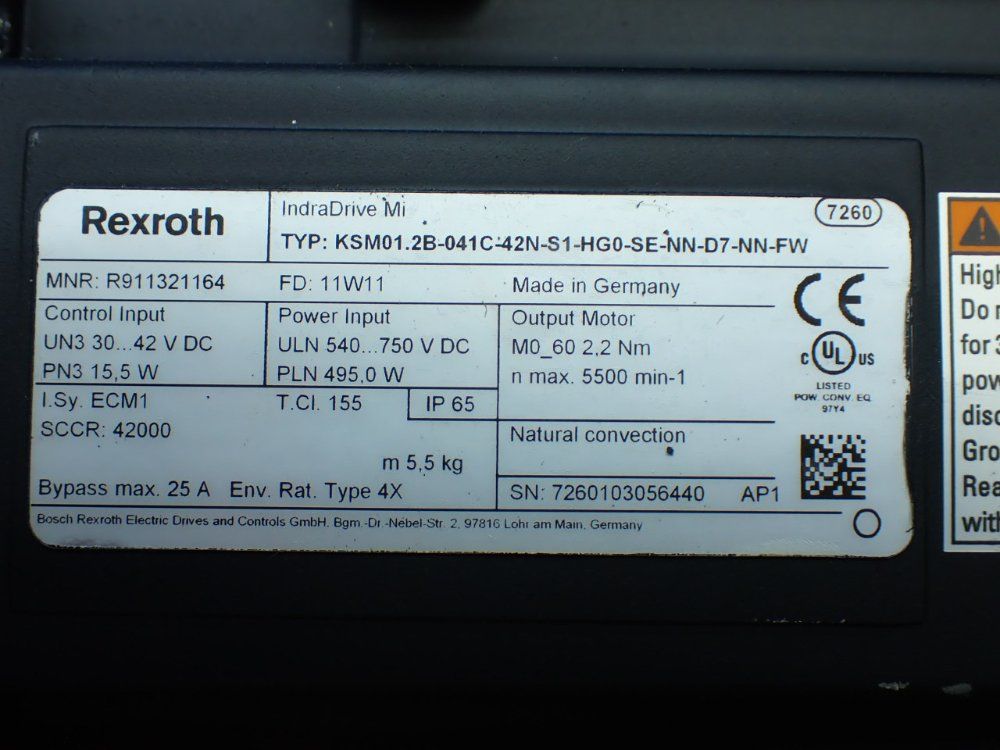 Rexroth
IndraDrive Mi
7260
TYP: KSM01.2B-041C-42N-S1-HG0-SE-NN-D7-NN-FW
MNR: R911321164
FD: 11W11
Made in Germany
CE
Control Input
UN3 30...42 V DC
PN3 15,5 W
Power Input
ULN 540...750 V DC
PLN 495,0 W
Output Motor
M0_60 2,2 Nm
n max. 5500 min-1
c UL us
LISTED
POW. CONV. EQ
97Y4
I.Sy. ECM1
T.Cl. 155
IP 65
SCCR: 42000
m 5,5 kg
Natural convection
Bypass max. 25 A
Env. Rat. Type 4X
SN: 7260103056440
AP1
Bosch Rexroth Electric Drives and Controls GmbH. Bgm.-Dr.-Nebel-Str. 2, 97816 Lohr am Main, Germany
High
Do
for 3
pow
disc
Gro
Rea
with